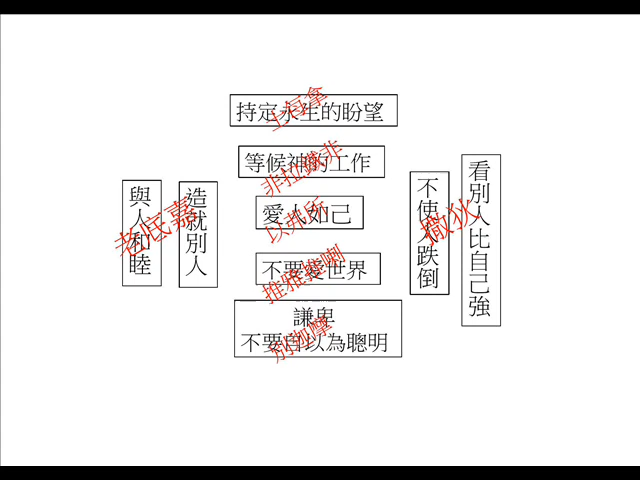 持定永生的盼望
士每拿
等候神的工作
非拉鐵非
愛人如己
以弗所
不要愛世界
推雅推喇
謙卑
不要自以為聰明
別迦摩
與人和睦
造就別人
老底嘉
不使人跌倒
撒狄
看別人比自己強